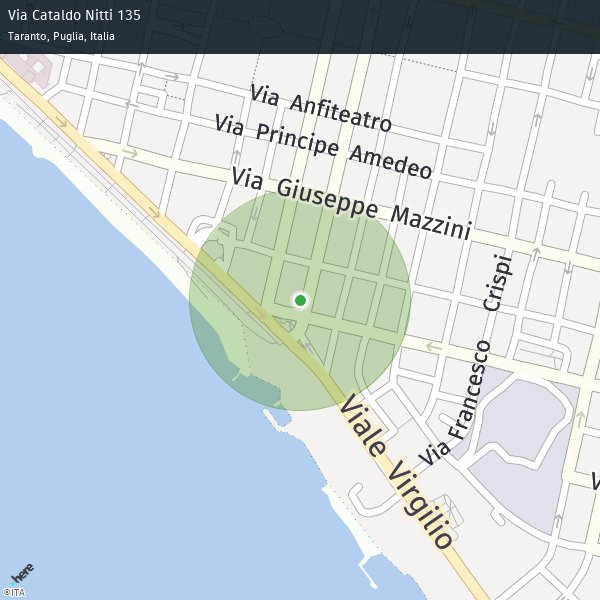 Via Cataldo Nitti 135
Taranto, Puglia, Italia
Via Anfiteatro
Via Principe Amedeo
Via Giuseppe Mazzini
Via Francesco Crispi
Viale Virgilio
V
here
©ITA